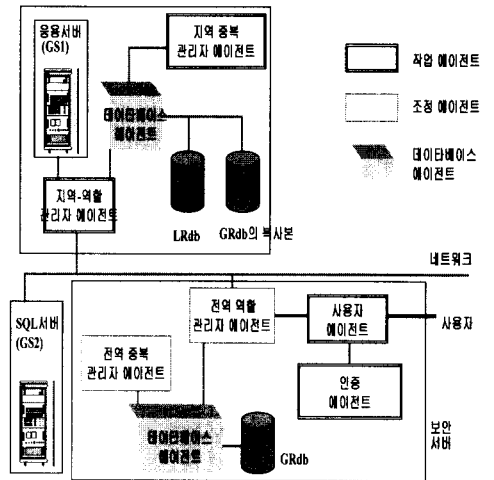 응용서버
(GS1)
지역 중복
관리자 에이전트
데이타베이스
에이전트
지역-역할
관리자 에이전트
LRdb
GRdb의 복사본
작업 에이전트
조정 에이전트
데이타베이스
에이전트
네트워크
SQL서버
(GS2)
전역 역할
관리자 에이전트
사용자
에이전트
사용자
전역 중복
관리자 에이전트
인증
에이전트
데이타베이스
에이전트
GRdb
보안
서버